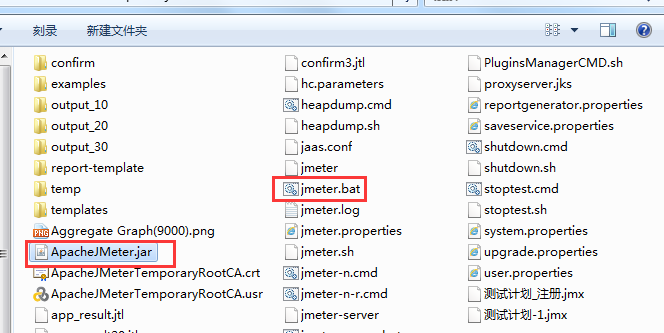 刻录
新建文件夹
confirm
examples
output_10
output_20
output_30
report-template
temp
templates
Aggregate Graph(9000).png
ApacheJMeter.jar
ApacheJMeterTemporaryRootCA.crt
ApacheJMeterTemporaryRootCA.usr
app_result.jtl
confirm3.jtl
hc.parameters
heapdump.cmd
heapdump.sh
jaas.conf
jmeter
jmeter.bat
jmeter.log
jmeter.properties
jmeter.sh
jmeter-n.cmd
jmeter-n-r.cmd
jmeter-server
PluginsManagerCMD.sh
proxyserver.jks
reportgenerator.properties
saveservice.properties
shutdown.cmd
shutdown.sh
stoptest.cmd
stoptest.sh
system.properties
upgrade.properties
user.properties
测试计划_注册.jmx
测试计划-1.jmx